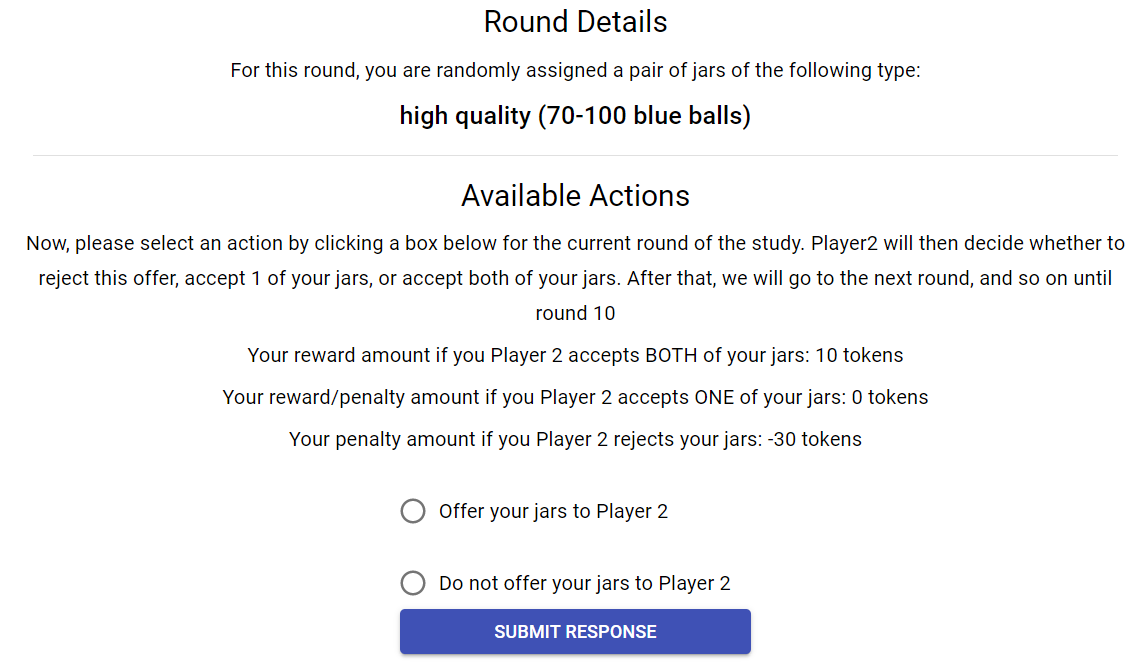 Round Details
For this round, you are randomly assigned a pair of jars of the following type:
high quality (70-100 blue balls)
Available Actions
Now, please select an action by clicking a box below for the current round of the study. Player2 will then decide whether to
reject this offer, accept 1 of your jars, or accept both of your jars. After that, we will go to the next round, and so on until
round 10
Your reward amount if you Player 2 accepts BOTH of your jars: 10 tokens
Your reward/penalty amount if you Player 2 accepts ONE of your jars: 0 tokens
Your penalty amount if you Player 2 rejects your jars: -30 tokens
Offer your jars to Player 2
Do not offer your jars to Player 2
SUBMIT RESPONSE